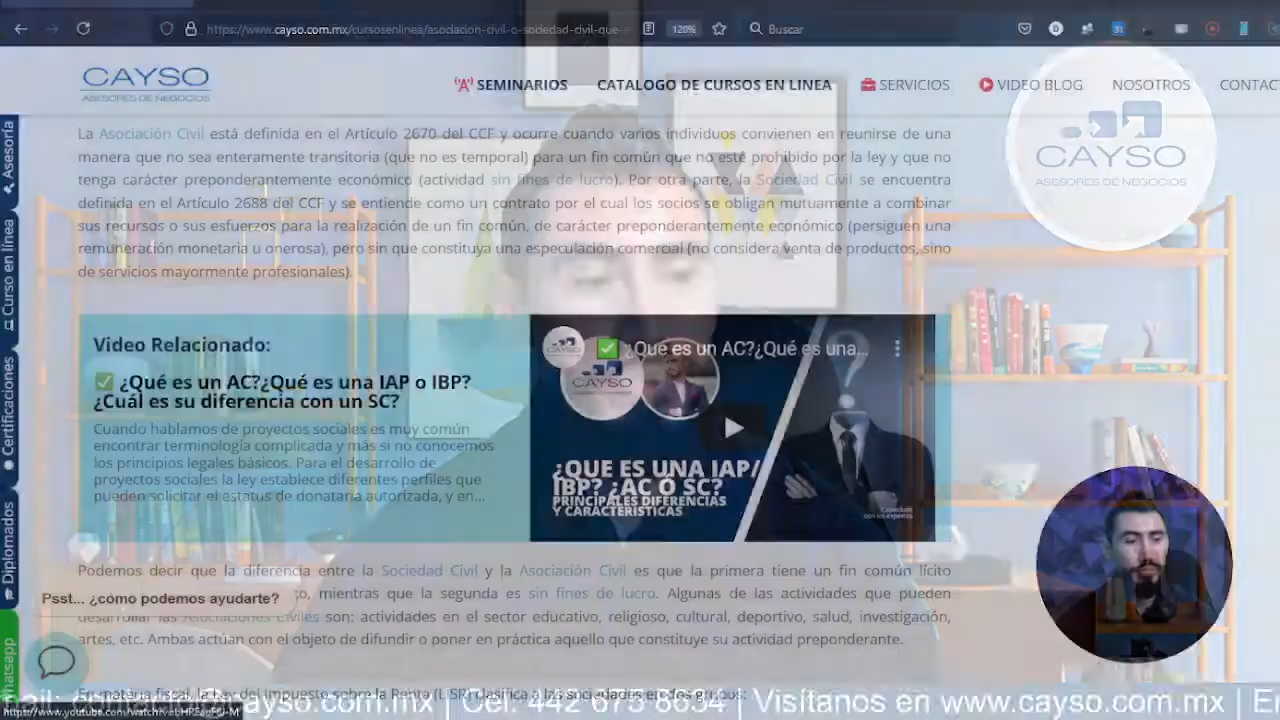 https://www.cayso.com.mx/cursosenlinea/asociacion-civil-o-sociedad-civil-que-e
120%
Buscar
CAYSO
ASESORES DE NEGOCIOS
SEMINARIOS
CATALOGO DE CURSOS EN LINEA
SERVICIOS
VIDEO BLOG
NOSOTROS
CONTAC
CAYSO
ASESORES DE NEGOCIOS
Asesoría
Curso en línea
Certificaciones
Diplomados
Whatsapp
La Asociación Civil está definida en el Artículo 2670 del CCF y ocurre cuando varios individuos convienen en reunirse de una
manera que no sea enteramente transitoria (que no es temporal) para un fin común que no esté prohibido por la ley y que no
tenga carácter preponderantemente económico (actividad sin fines de lucro). Por otra parte, la Sociedad Civil se encuentra
definida en el Artículo 2688 del CCF y se entiende como un contrato por el cual los socios se obligan mutuamente a combinar
sus recursos o sus esfuerzos para la realización de un fin común, de carácter preponderantemente económico (persiguen una
remuneración monetaria u onerosa), pero sin que constituya una especulación comercial (no considera venta de productos, sino
de servicios mayormente profesionales).
Video Relacionado:
✅ ¿Qué es un AC?¿Qué es una IAP o IBP?
¿Cuál es su diferencia con un SC?
Cuando hablamos de proyectos sociales es muy común
encontrar terminología complicada y más si no conocemos
los principios legales básicos. Para el desarrollo de
proyectos sociales la ley establece diferentes perfiles que
pueden solicitar el estatus de donataria autorizada, y en...
CAYSO
✅ ¿Qué es un AC?¿Qué es una...
CAYSO
¿QUE ES UNA IAP/
IBP? ¿AC O SC?
PRINCIPALES DIFERENCIAS
Y CARACTERISTICAS
Capacitate
con los expertos
Podemos decir que la diferencia entre la Sociedad Civil y la Asociación Civil es que la primera tiene un fin común lícito
Psst... ¿cómo podemos ayudarte?
to, mientras que la segunda es sin fines de lucro. Algunas de las actividades que pueden
desarrollar las Asociaciones Civiles son: actividades en el sector educativo, religioso, cultural, deportivo, salud, investigación,
artes, etc. Ambas actúan con el objeto de difundir o poner en práctica aquello que constituye su actividad preponderante.
En materia fiscal, la Ley del Impuesto sobre la Renta (LISR) clasifica a las sociedades en dos grupos:
cayso.com.mx | Cel 442 675 8634 | Visítanos en www.cayso.com.mx | E